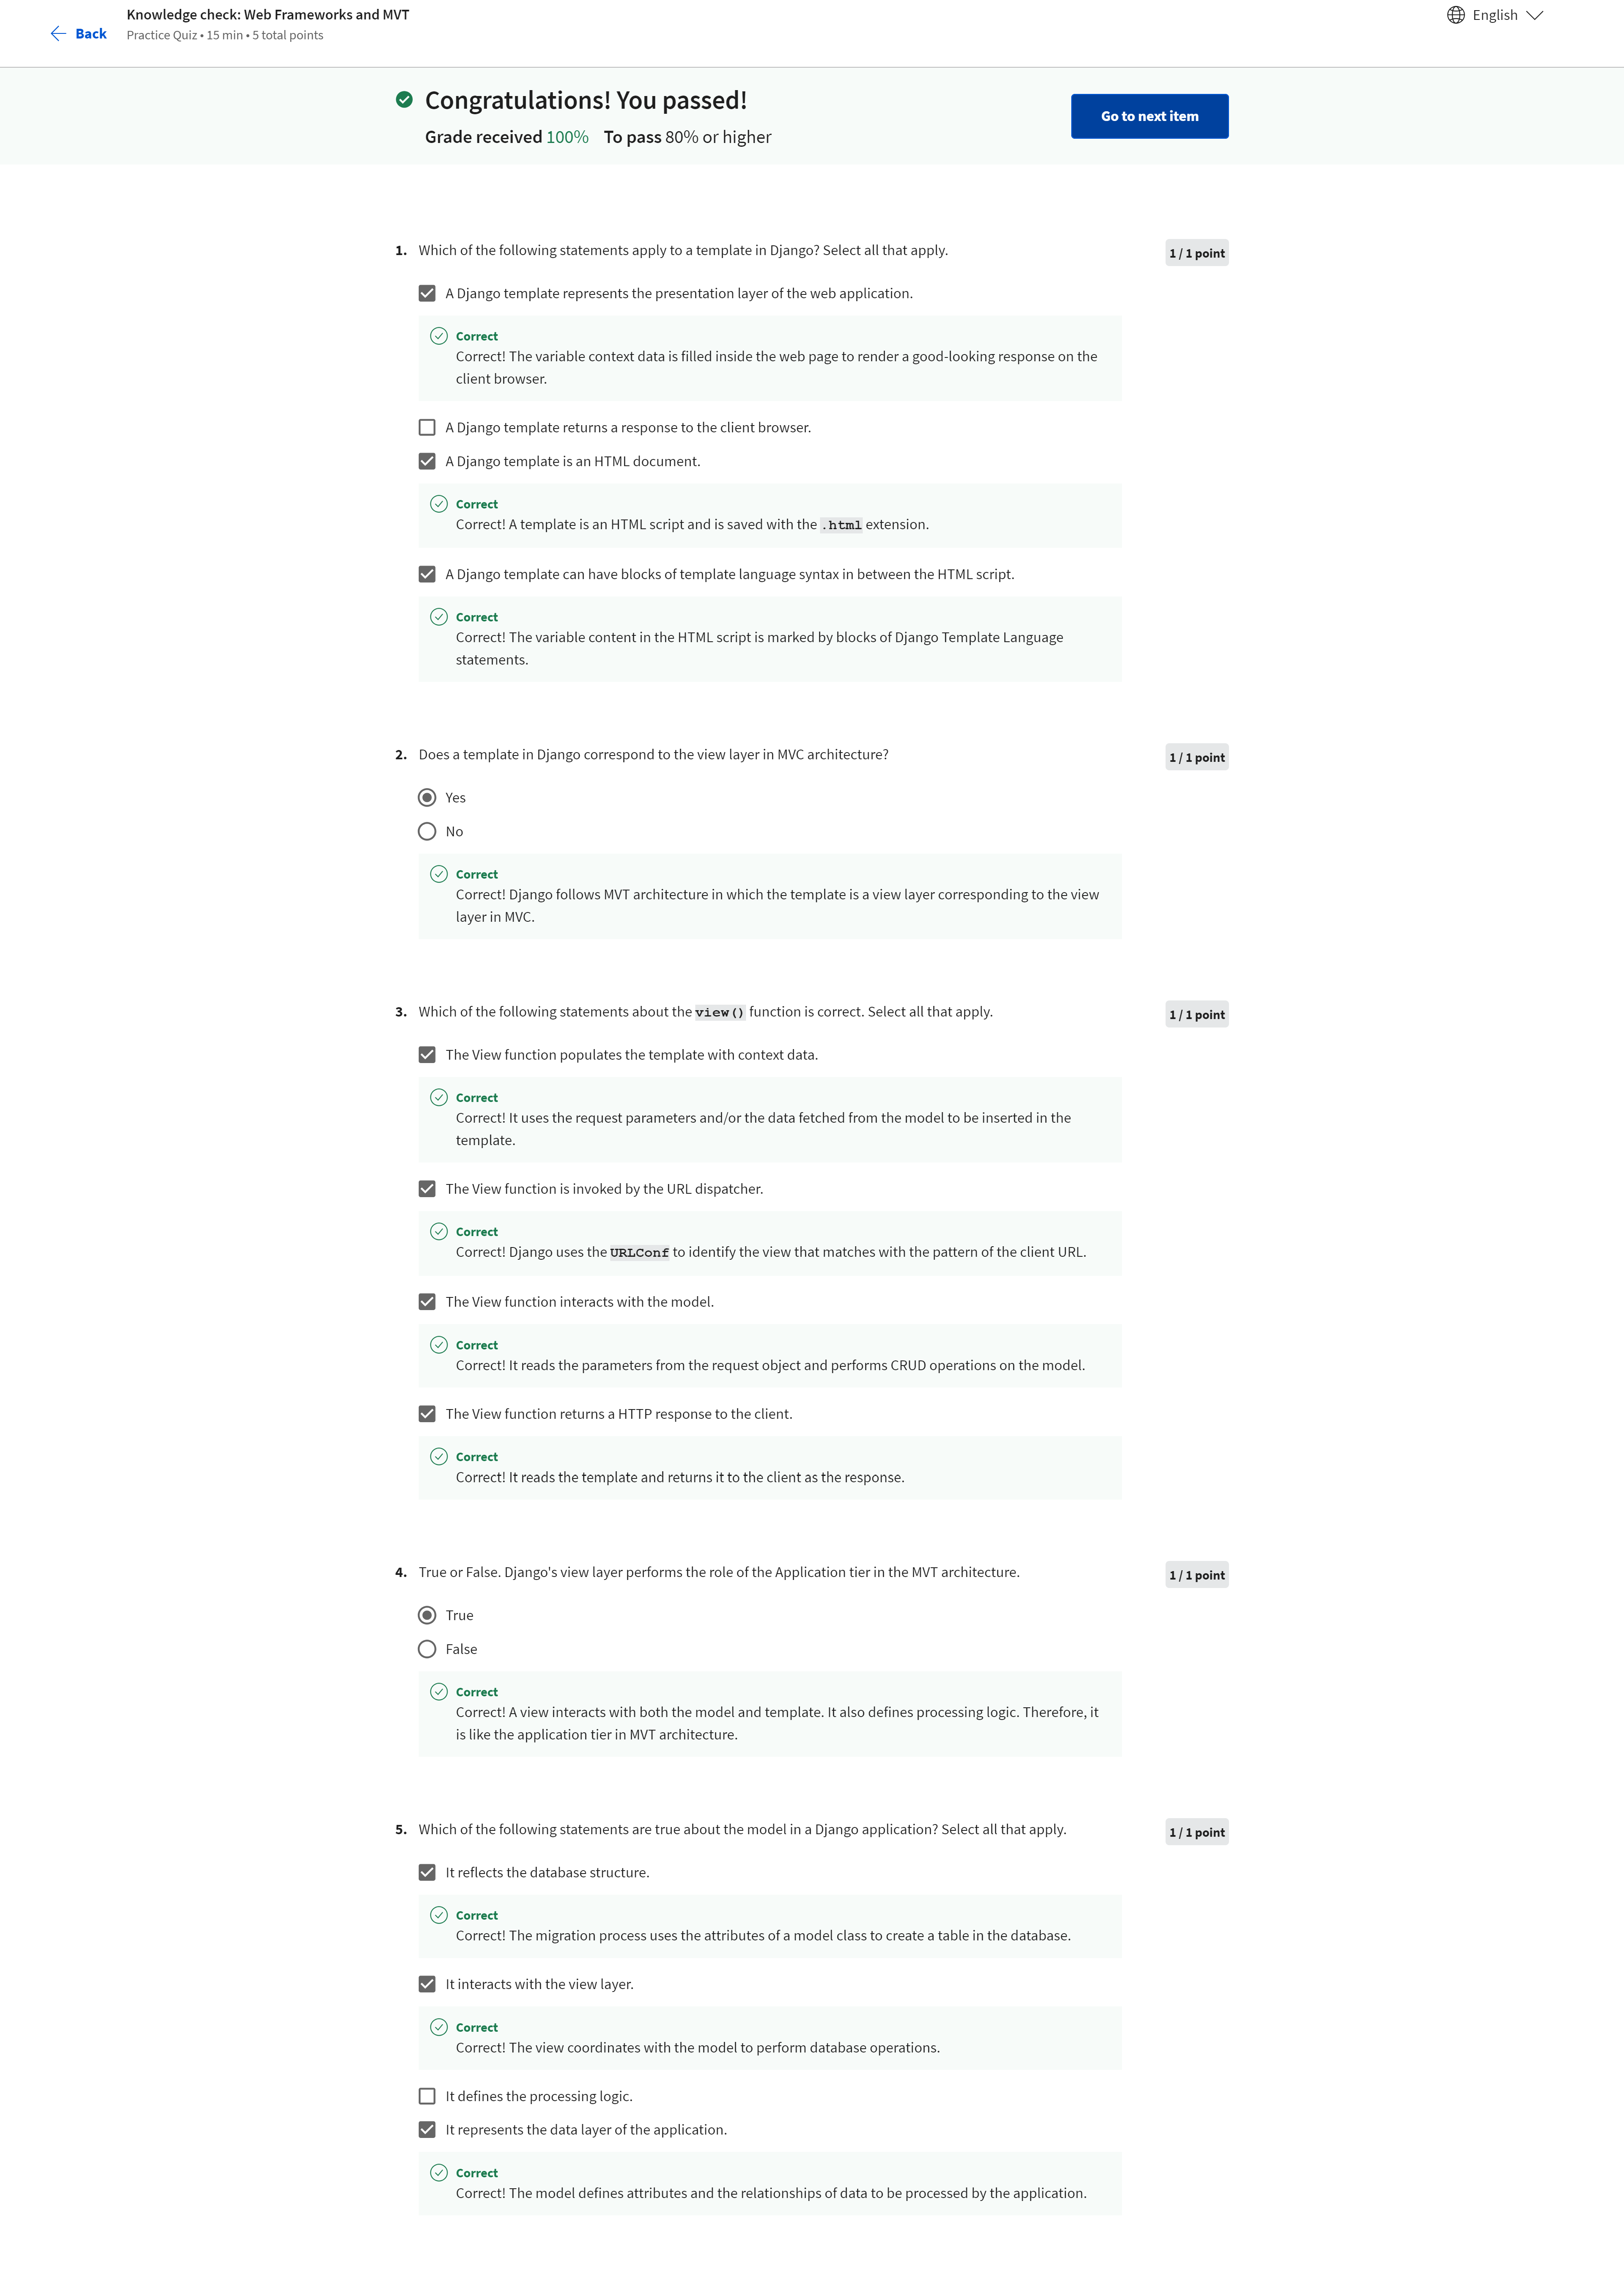 Back
Knowledge check: Web Frameworks and MVT
Practice Quiz • 15 min • 5 total points
English
Congratulations! You passed!
Grade received 100% To pass 80% or higher
Go to next item
1. Which of the following statements apply to a template in Django? Select all that apply.
1 / 1 point
A Django template represents the presentation layer of the web application.
Correct
Correct! The variable context data is filled inside the web page to render a good-looking response on the
client browser.
A Django template returns a response to the client browser.
A Django template is an HTML document.
Correct
Correct! A template is an HTML script and is saved with the .html extension.
A Django template can have blocks of template language syntax in between the HTML script.
Correct
Correct! The variable content in the HTML script is marked by blocks of Django Template Language
statements.
2. Does a template in Django correspond to the view layer in MVC architecture?
1 / 1 point
Yes
No
Correct
Correct! Django follows MVT architecture in which the template is a view layer corresponding to the view
layer in MVC.
3. Which of the following statements about the view() function is correct. Select all that apply.
1 / 1 point
The View function populates the template with context data.
Correct
Correct! It uses the request parameters and/or the data fetched from the model to be inserted in the
template.
The View function is invoked by the URL dispatcher.
Correct
Correct! Django uses the URLConf to identify the view that matches with the pattern of the client URL.
The View function interacts with the model.
Correct
Correct! It reads the parameters from the request object and performs CRUD operations on the model.
The View function returns a HTTP response to the client.
Correct
Correct! It reads the template and returns it to the client as the response.
4. True or False. Django's view layer performs the role of the Application tier in the MVT architecture.
1 / 1 point
True
False
Correct
Correct! A view interacts with both the model and template. It also defines processing logic. Therefore, it
is like the application tier in MVT architecture.
5. Which of the following statements are true about the model in a Django application? Select all that apply.
1 / 1 point
It reflects the database structure.
Correct
Correct! The migration process uses the attributes of a model class to create a table in the database.
It interacts with the view layer.
Correct
Correct! The view coordinates with the model to perform database operations.
It defines the processing logic.
It represents the data layer of the application.
Correct
Correct! The model defines attributes and the relationships of data to be processed by the application.